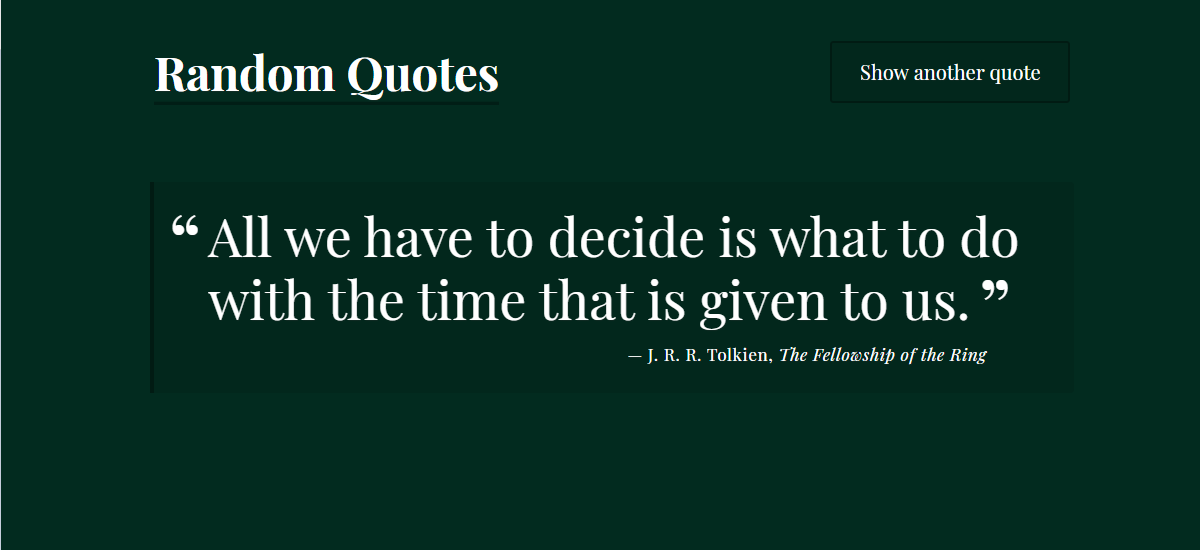 Random Quotes
Show another quote
“ All we have to decide is what to do
with the time that is given to us. ”
— J. R. R. Tolkien, The Fellowship of the Ring